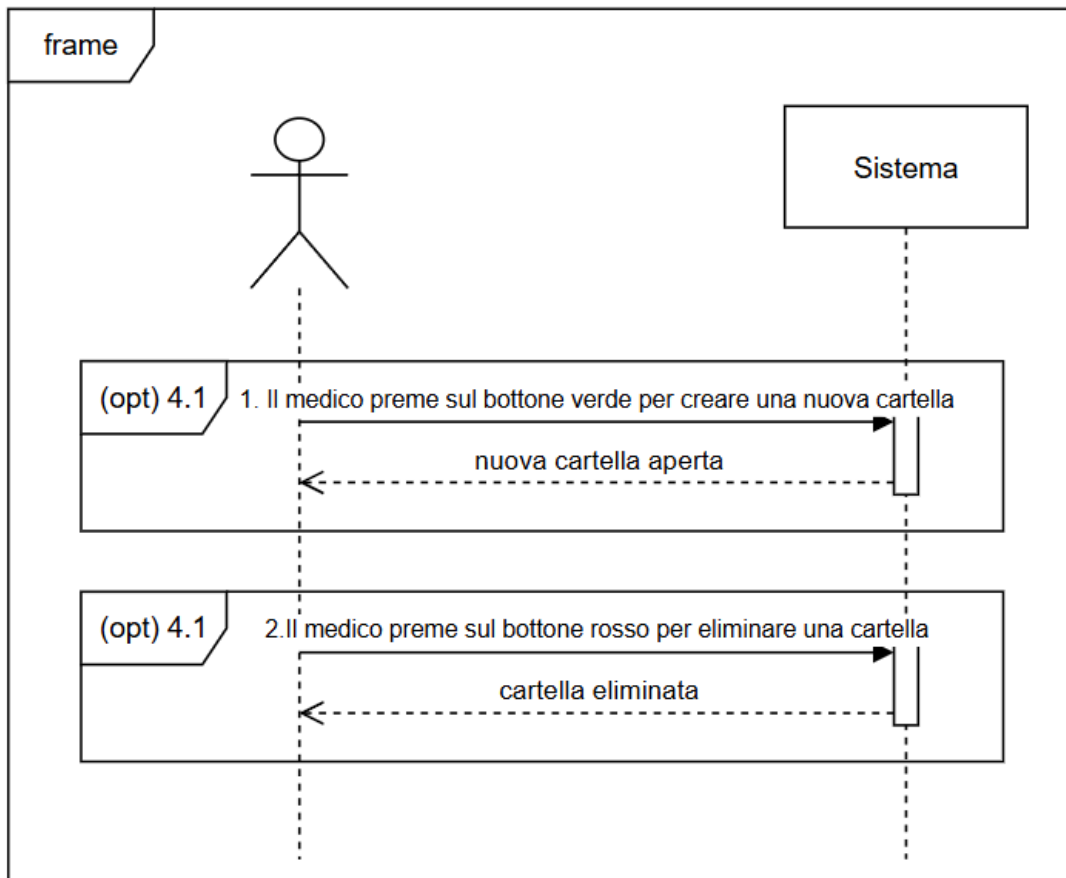 frame
Sistema
(opt) 4.1
1. Il medico preme sul bottone verde per creare una nuova cartella
nuova cartella aperta
(opt) 4.1
2.Il medico preme sul bottone rosso per eliminare una cartella
cartella eliminata